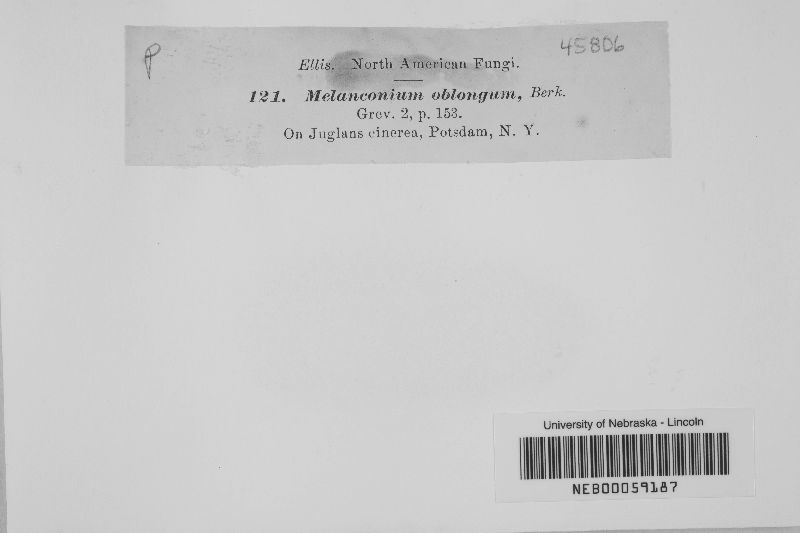 P
45806
Ellis. North American Fungi.
121. Melanconium oblongum, Berk.
Grev. 2, p. 153.
On Juglans cinerea, Potsdam, N. Y.
University of Nebraska - Lincoln
NEB00059187